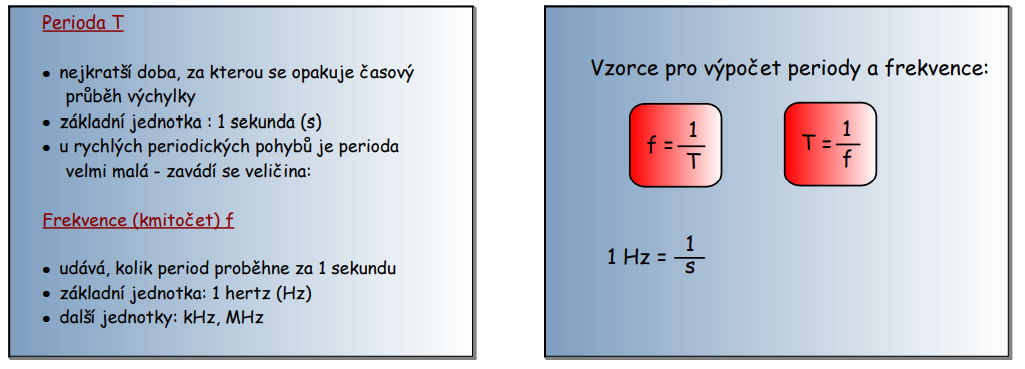 Perioda T
• nejkratší doba, za kterou se opakuje časový
průběh výchylky
• základní jednotka : 1 sekunda (s)
• u rychlých periodických pohybů je perioda
velmi malá - zavádí se veličina:
Frekvence (kmitočet) f
• udává, kolik period proběhne za 1 sekundu
• základní jednotka: 1 hertz (Hz)
• další jednotky: kHz, MHz
Vzorce pro výpočet periody a frekvence:
f = 1/T
T = 1/f
1 Hz = 1/s